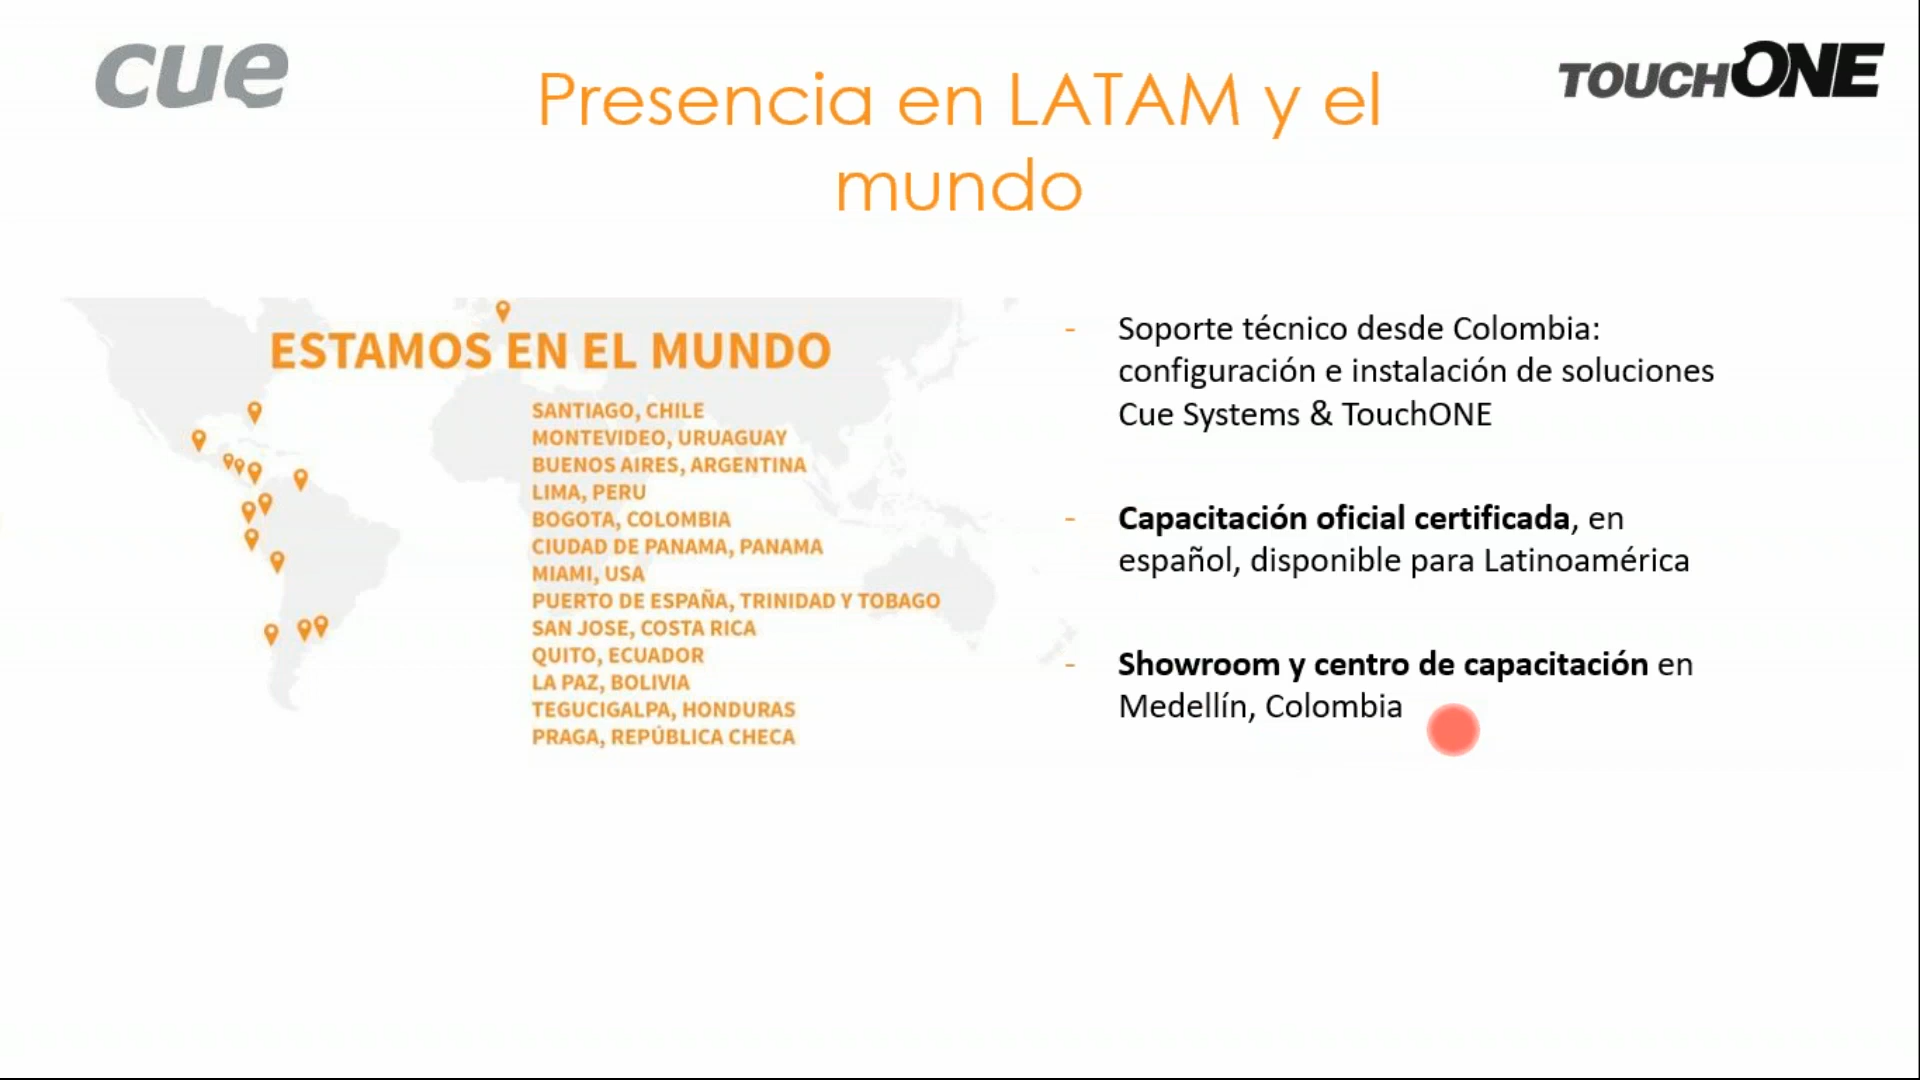 cue
TOUCHONE
Presencia en LATAM y el
mundo
ESTAMOS EN EL MUNDO
SANTIAGO, CHILE
MONTEVIDEO, URUAGUAY
BUENOS AIRES, ARGENTINA
LIMA, PERU
BOGOTA, COLOMBIA
CIUDAD DE PANAMA, PANAMA
MIAMI, USA
PUERTO DE ESPAÑA, TRINIDAD Y TOBAGO
SAN JOSE, COSTA RICA
QUITO, ECUADOR
LA PAZ, BOLIVIA
TEGUCIGALPA, HONDURAS
PRAGA, REPÚBLICA CHECA
- Soporte técnico desde Colombia:
configuración e instalación de soluciones
Cue Systems & TouchONE
- Capacitación oficial certificada, en
español, disponible para Latinoamérica
- Showroom y centro de capacitación en
Medellín, Colombia